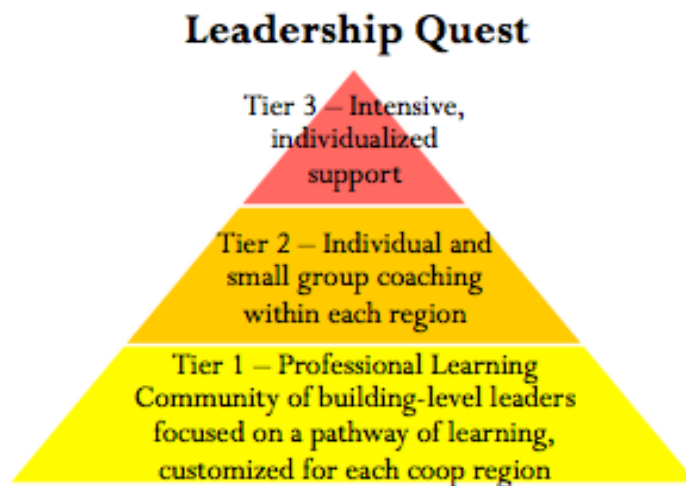 Leadership Quest
Tier 3 – Intensive,
individualized
support
Tier 2 – Individual and
small group coaching
within each region
Tier 1 – Professional Learning
Community of building-level leaders
focused on a pathway of learning,
customized for each coop region